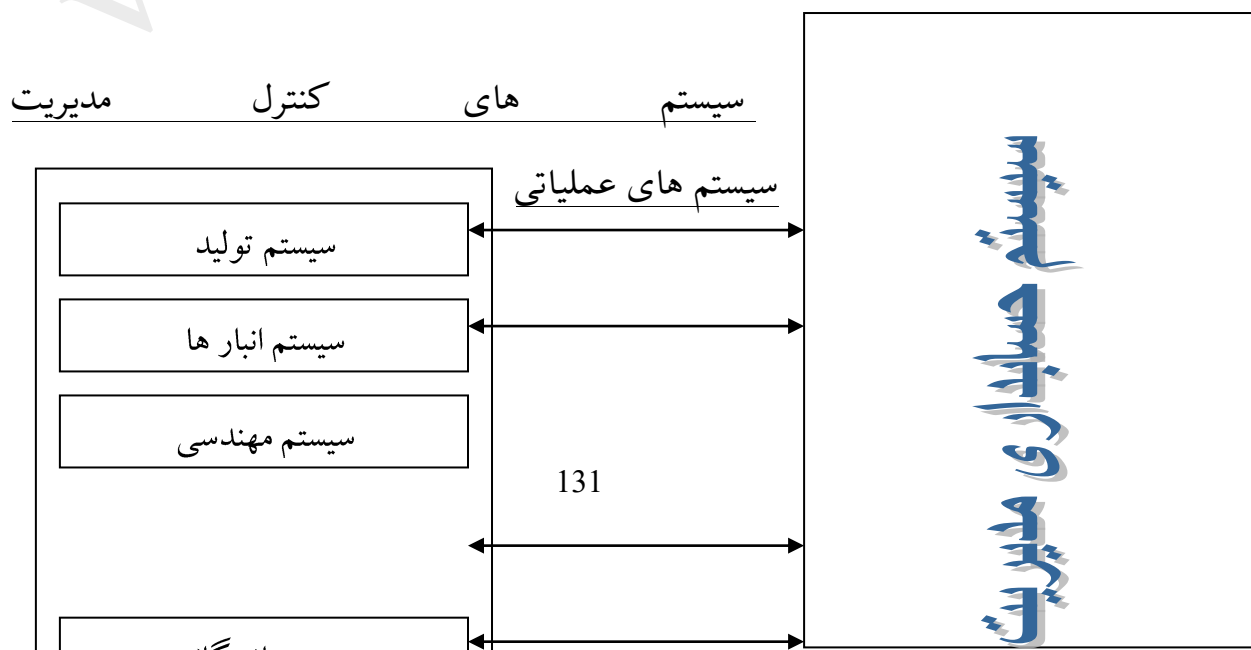 سیستم های کنترل مدیریت
سیستم های عملیاتی
سیستم تولید
سیستم انبار ها
سیستم مهندسی
131
سیستم حسابداری مدیریت